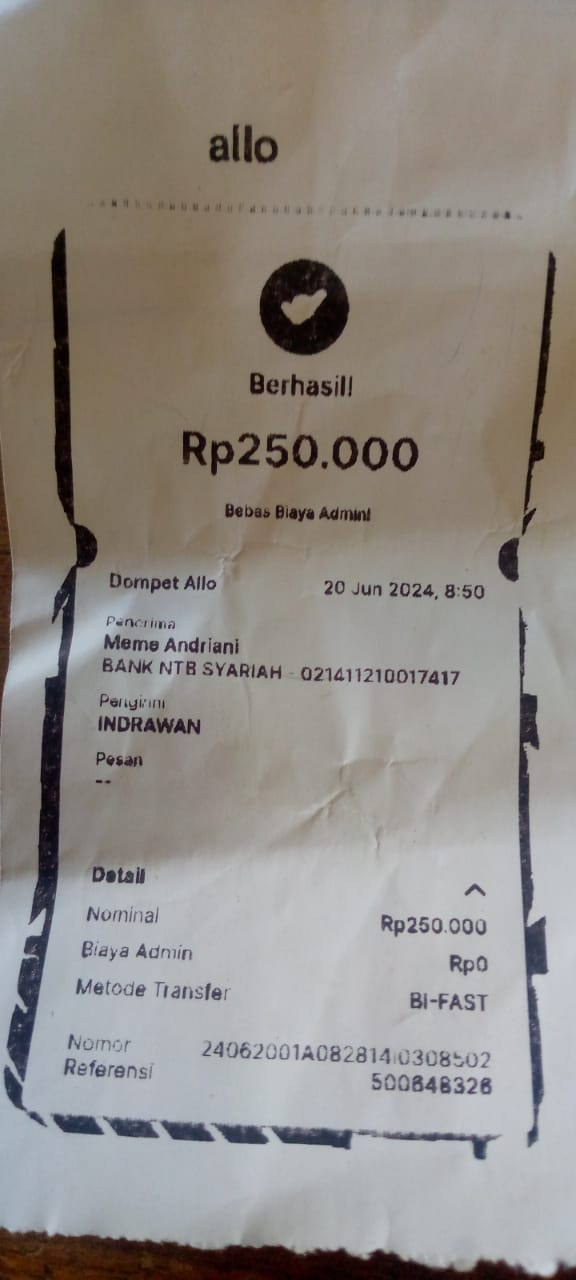 allo
Berhasil!
Rp250.000
Bebas Biaya Admin!
Dompet Allo
20 Jun 2024, 8:50
Penerima
Meme Andriani
BANK NTB SYARIAH - 021411210017417
Pengirim
INDRAWAN
Pesan
--
Detail
Nominal
Rp250.000
Biaya Admin
Rp0
Metode Transfer
BI-FAST
Nomor
Referensi
500648326